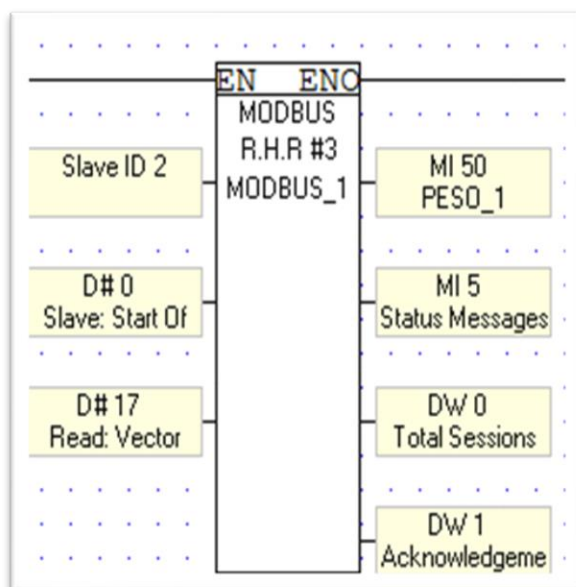 EN ENO
MODBUS
R.H.R #3
MODBUS_1
Slave ID 2
MI 50
PESO_1
D# 0
Slave: Start Of
MI 5
Status Messages
D# 17
Read: Vector
DW 0
Total Sessions
DW 1
Acknowledgeme